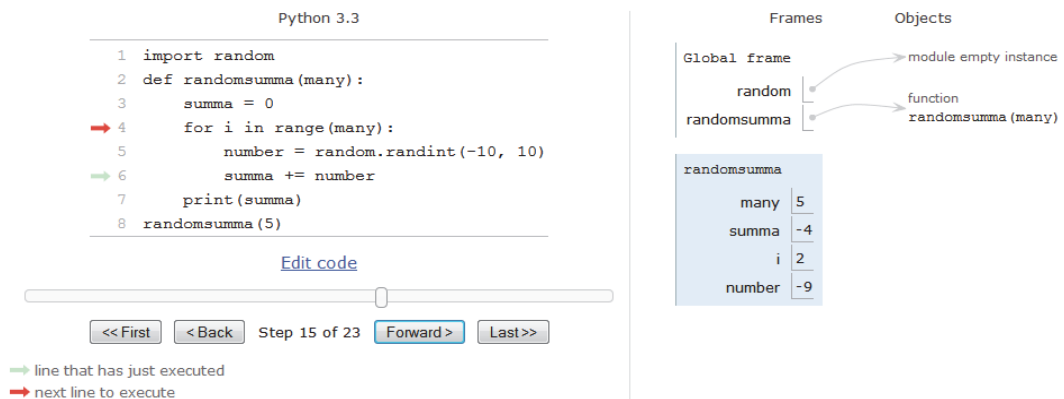 Python 3.3
1 import random
2 def randomsumma(many):
3     summa = 0
4     for i in range(many):
5         number = random.randint(-10, 10)
6         summa += number
7     print(summa)
8 randomsumma(5)
Edit code
<< First < Back Step 15 of 23 Forward > Last >>
line that has just executed
next line to execute
Frames Objects
Global frame
random
randomsumma
module empty instance
function
randomsumma(many)
randomsumma
many 5
summa -4
i 2
number -9